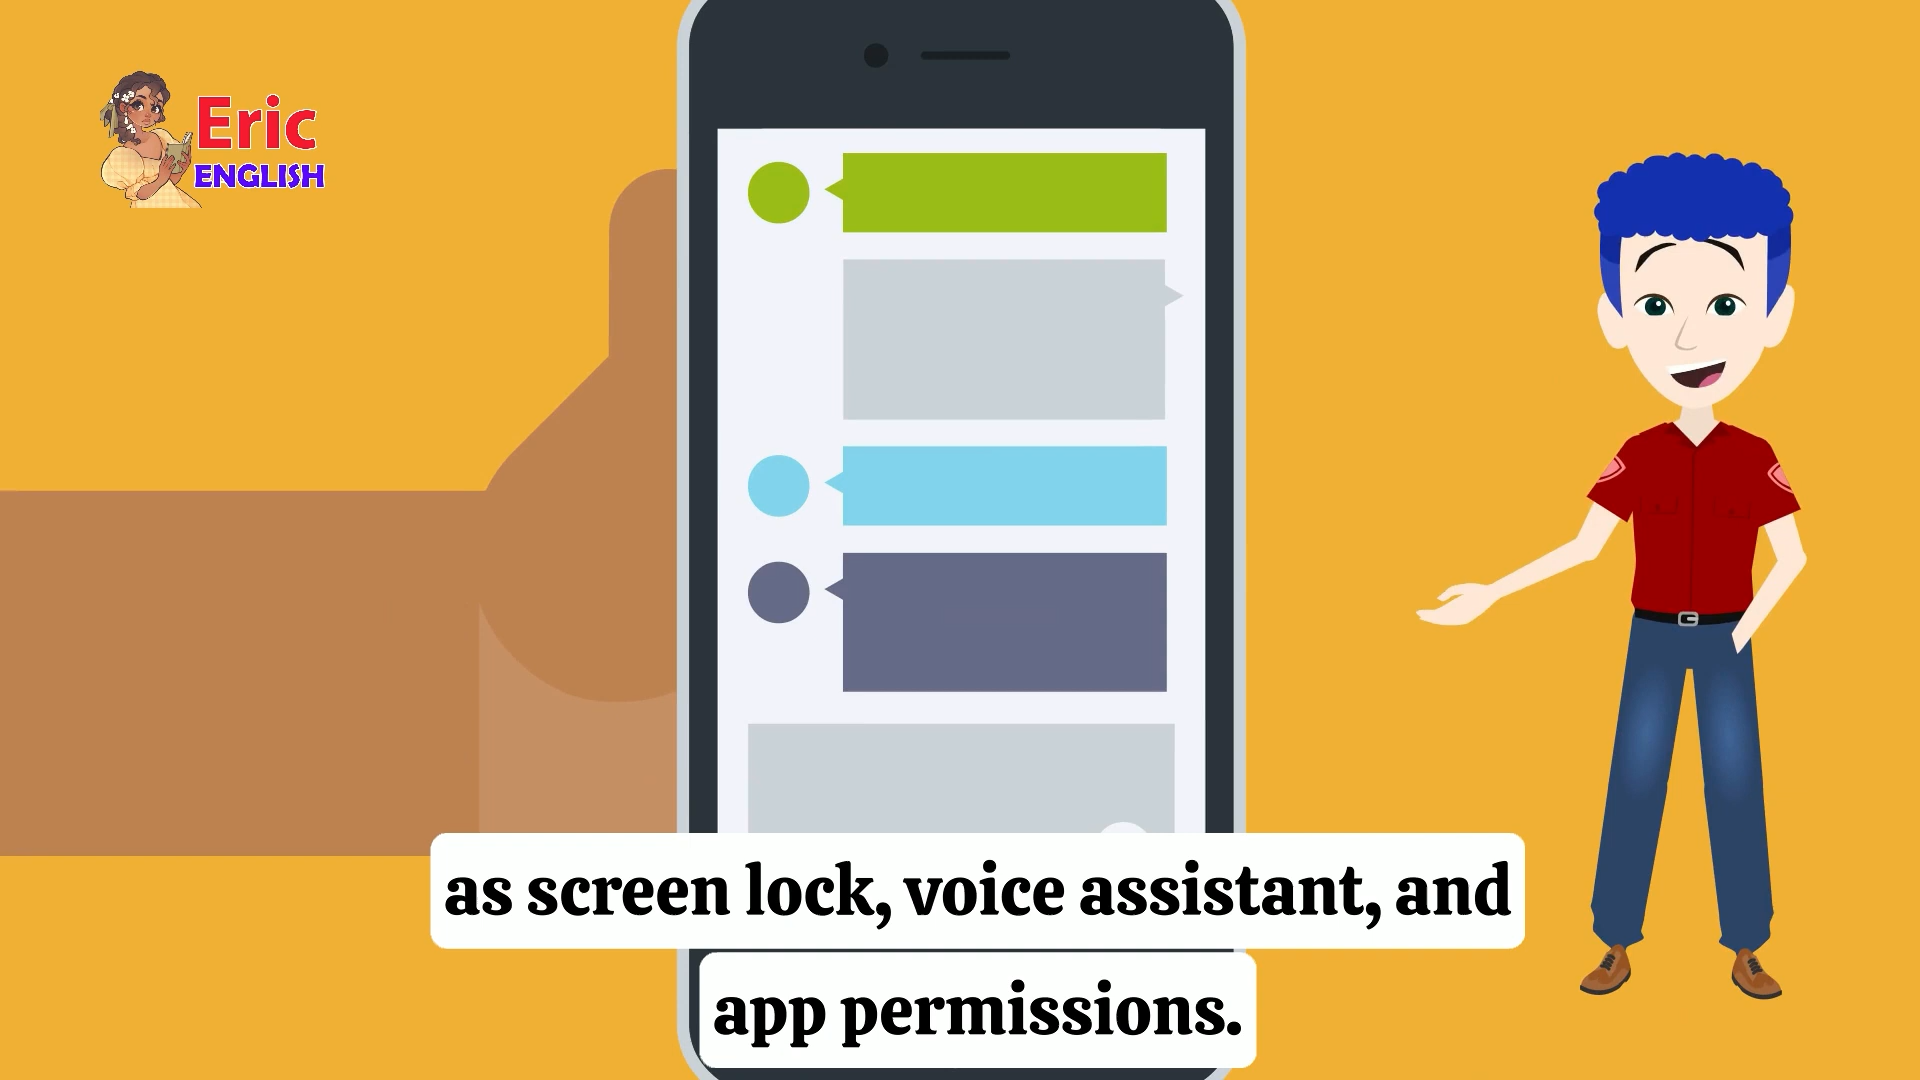 Eric
ENGLISH
as screen lock, voice assistant, and
app permissions.